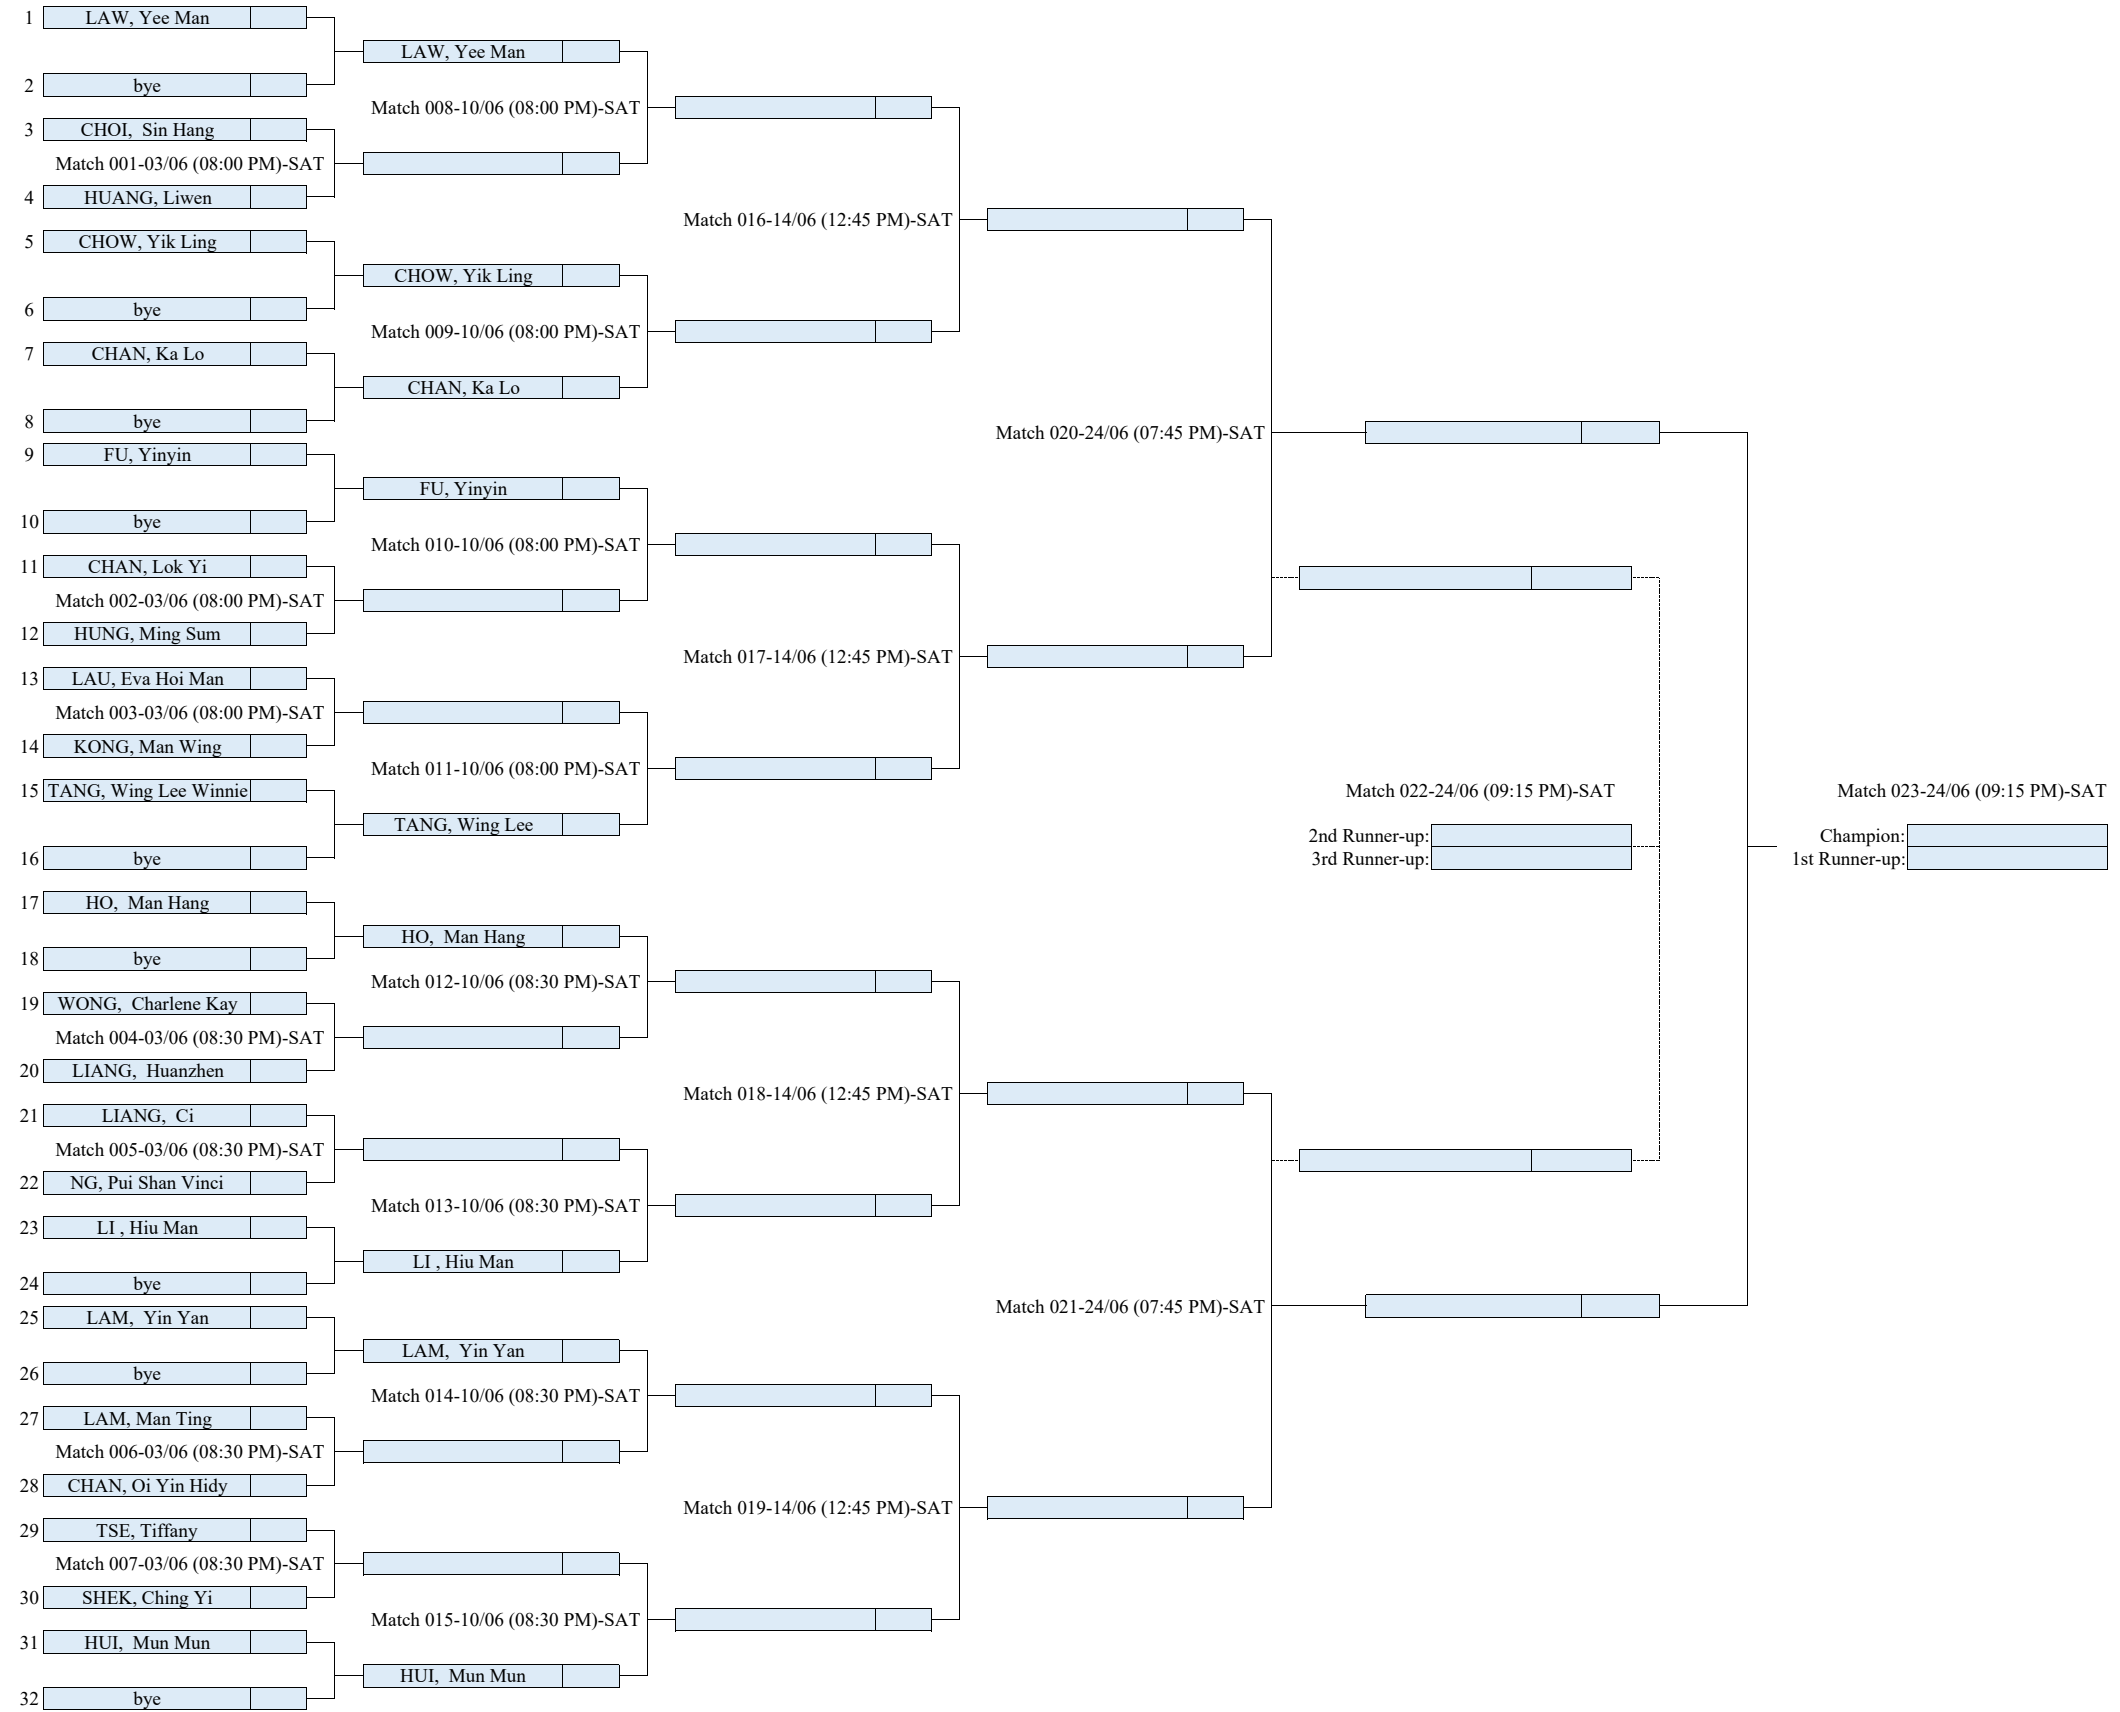 1 LAW, Yee Man
LAW, Yee Man
2 bye
Match 008-10/06 (08:00 PM)-SAT
3 CHOI, Sin Hang
Match 001-03/06 (08:00 PM)-SAT
4 HUANG, Liwen
Match 016-14/06 (12:45 PM)-SAT
5 CHOW, Yik Ling
CHOW, Yik Ling
6 bye
Match 009-10/06 (08:00 PM)-SAT
7 CHAN, Ka Lo
CHAN, Ka Lo
8 bye
Match 020-24/06 (07:45 PM)-SAT
9 FU, Yinyin
FU, Yinyin
10 bye
Match 010-10/06 (08:00 PM)-SAT
11 CHAN, Lok Yi
Match 002-03/06 (08:00 PM)-SAT
12 HUNG, Ming Sum
Match 017-14/06 (12:45 PM)-SAT
13 LAU, Eva Hoi Man
Match 003-03/06 (08:00 PM)-SAT
14 KONG, Man Wing
Match 011-10/06 (08:00 PM)-SAT
15 TANG, Wing Lee Winnie
Match 022-24/06 (09:15 PM)-SAT
Match 023-24/06 (09:15 PM)-SAT
TANG, Wing Lee
2nd Runner-up:
Champion:
16 bye
3rd Runner-up:
1st Runner-up:
17 HO, Man Hang
HO, Man Hang
18 bye
Match 012-10/06 (08:30 PM)-SAT
19 WONG, Charlene Kay
Match 004-03/06 (08:30 PM)-SAT
20 LIANG, Huanzhen
Match 018-14/06 (12:45 PM)-SAT
21 LIANG, Ci
Match 005-03/06 (08:30 PM)-SAT
22 NG, Pui Shan Vinci
Match 013-10/06 (08:30 PM)-SAT
23 LI , Hiu Man
LI , Hiu Man
24 bye
Match 021-24/06 (07:45 PM)-SAT
25 LAM, Yin Yan
LAM, Yin Yan
26 bye
Match 014-10/06 (08:30 PM)-SAT
27 LAM, Man Ting
Match 006-03/06 (08:30 PM)-SAT
28 CHAN, Oi Yin Hidy
Match 019-14/06 (12:45 PM)-SAT
29 TSE, Tiffany
Match 007-03/06 (08:30 PM)-SAT
30 SHEK, Ching Yi
Match 015-10/06 (08:30 PM)-SAT
31 HUI, Mun Mun
HUI, Mun Mun
32 bye